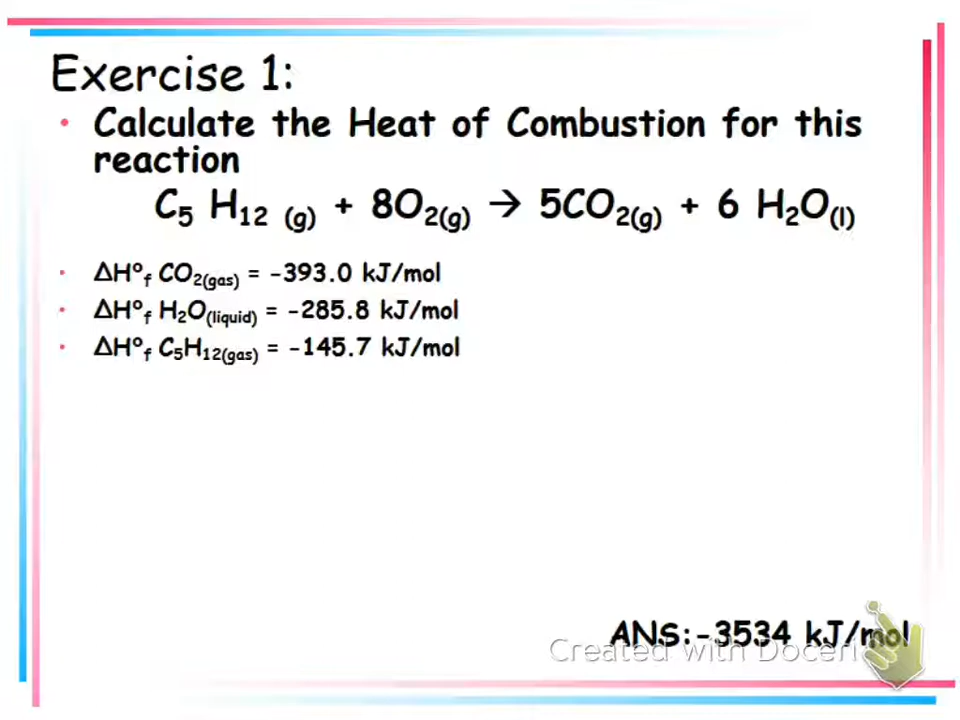 Exercise 1:
• Calculate the Heat of Combustion for this
reaction
C₅ H₁₂ (g) + 8O₂(g) → 5CO₂(g) + 6 H₂O(l)
• ΔH°f CO₂(gas) = -393.0 kJ/mol
• ΔH°f H₂O(liquid) = -285.8 kJ/mol
• ΔH°f C₅H₁₂(gas) = -145.7 kJ/mol
ANS:-3534 kJ/mol
Created with Doceri